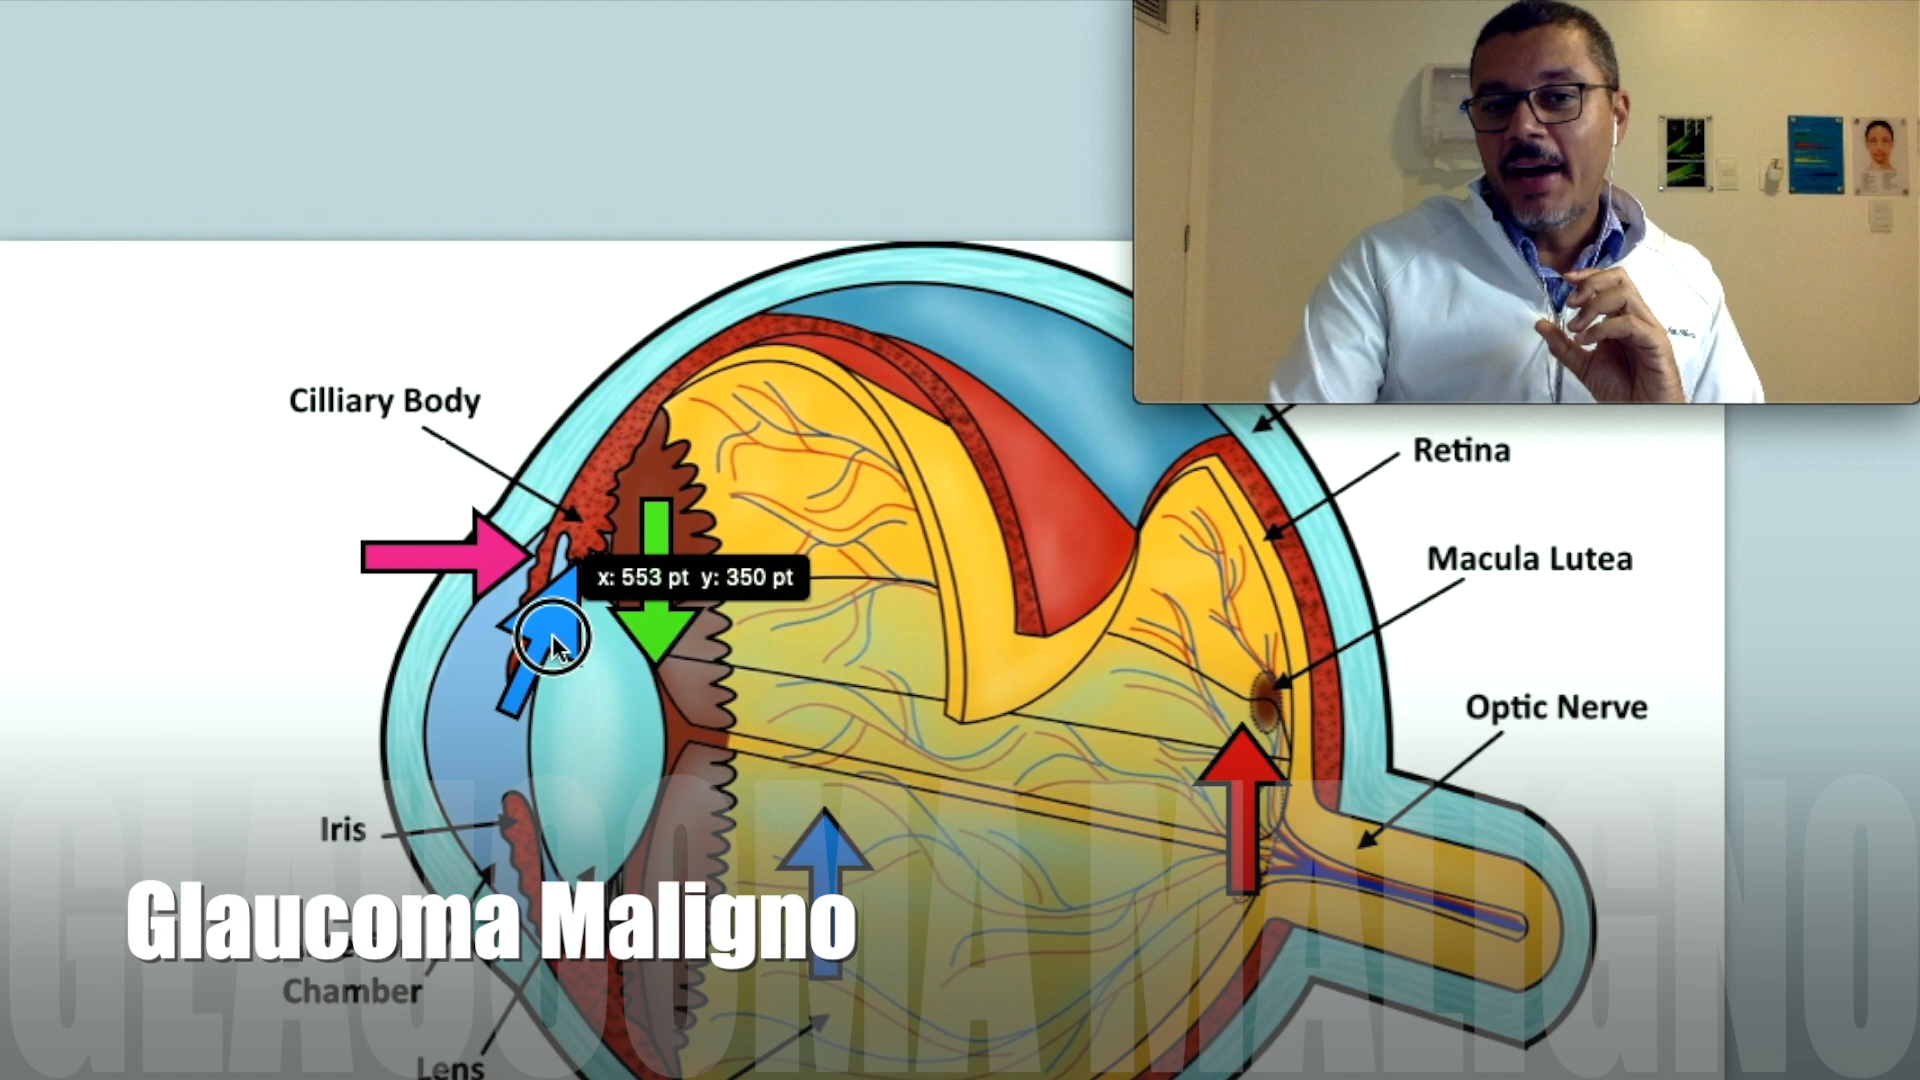 Cilliary Body
Retina
x: 553 pt y: 350 pt
Macula Lutea
Optic Nerve
Iris
Glaucoma Maligno
GLAUCOMA MALIGNO
Chamber
Lens